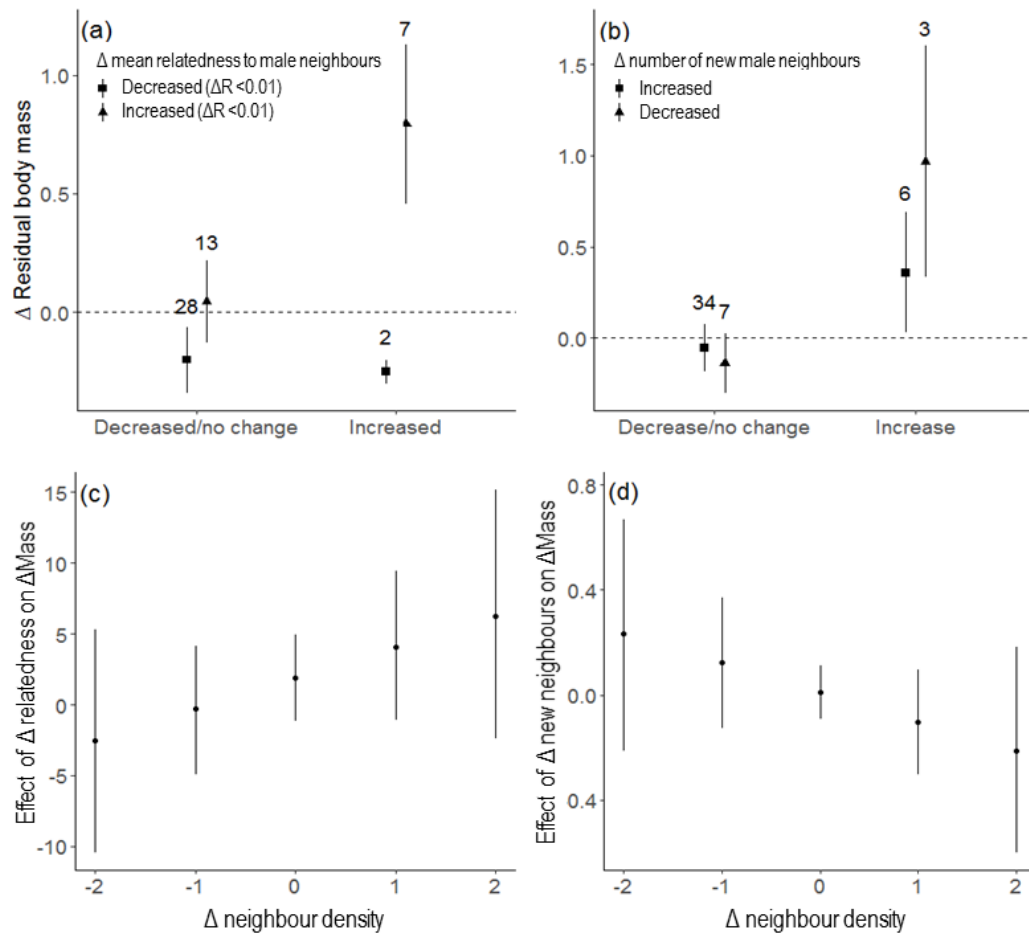 (a)
Δ mean relatedness to male neighbours
Decreased (ΔR <0.01)
Increased (ΔR <0.01)
Δ Residual body mass
1.0
0.5
0.0
28
13
2
7
Decreased/no change
Increased
(b)
Δ number of new male neighbours
Increased
Decreased
1.5
1.0
0.5
0.0
34
7
6
3
Decrease/no change
Increase
(c)
Effect of Δ relatedness on ΔMass
15
10
5
0
-5
-10
-2
-1
0
1
2
Δ neighbour density
(d)
Effect of Δ new neighbours on ΔMass
0.8
0.4
0.0
0.4
-2
-1
0
1
2
Δ neighbour density